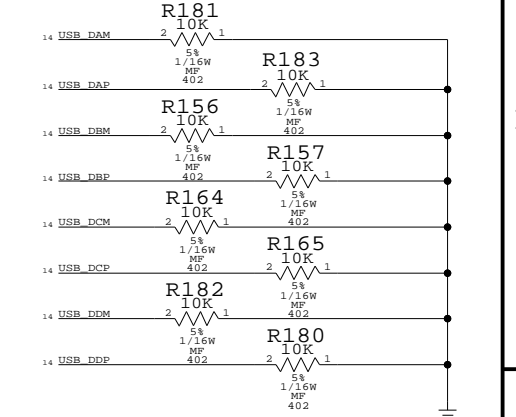 R181
10K
14 USB_DAM 2 1
5%
1/16W
MF
402
R183
10K
14 USB_DAP 2 1
5%
1/16W
MF
402
R156
10K
14 USB_DBM 2 1
5%
1/16W
MF
402
R157
10K
14 USB_DBP 2 1
5%
1/16W
MF
402
R164
10K
14 USB_DCM 2 1
5%
1/16W
MF
402
R165
10K
14 USB_DCP 2 1
5%
1/16W
MF
402
R182
10K
14 USB_DDM 2 1
5%
1/16W
MF
402
R180
10K
14 USB_DDP 2 1
5%
1/16W
MF
402